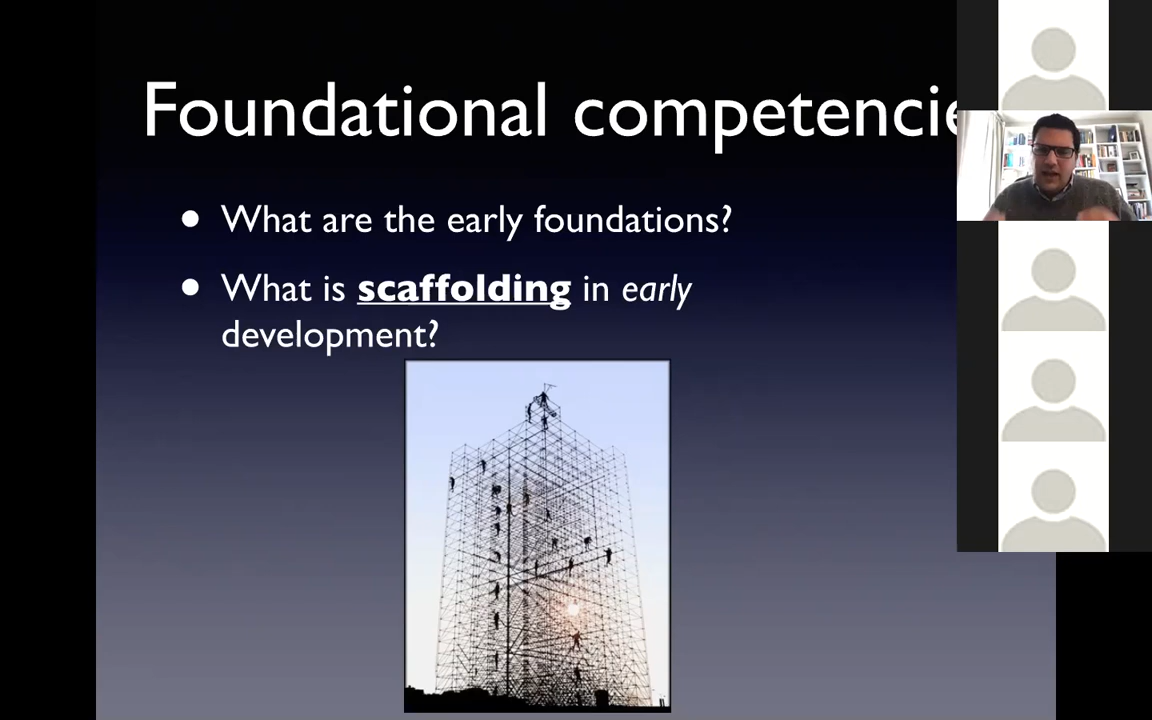 Foundational competencie
What are the early foundations?
What is scaffolding in early
development?